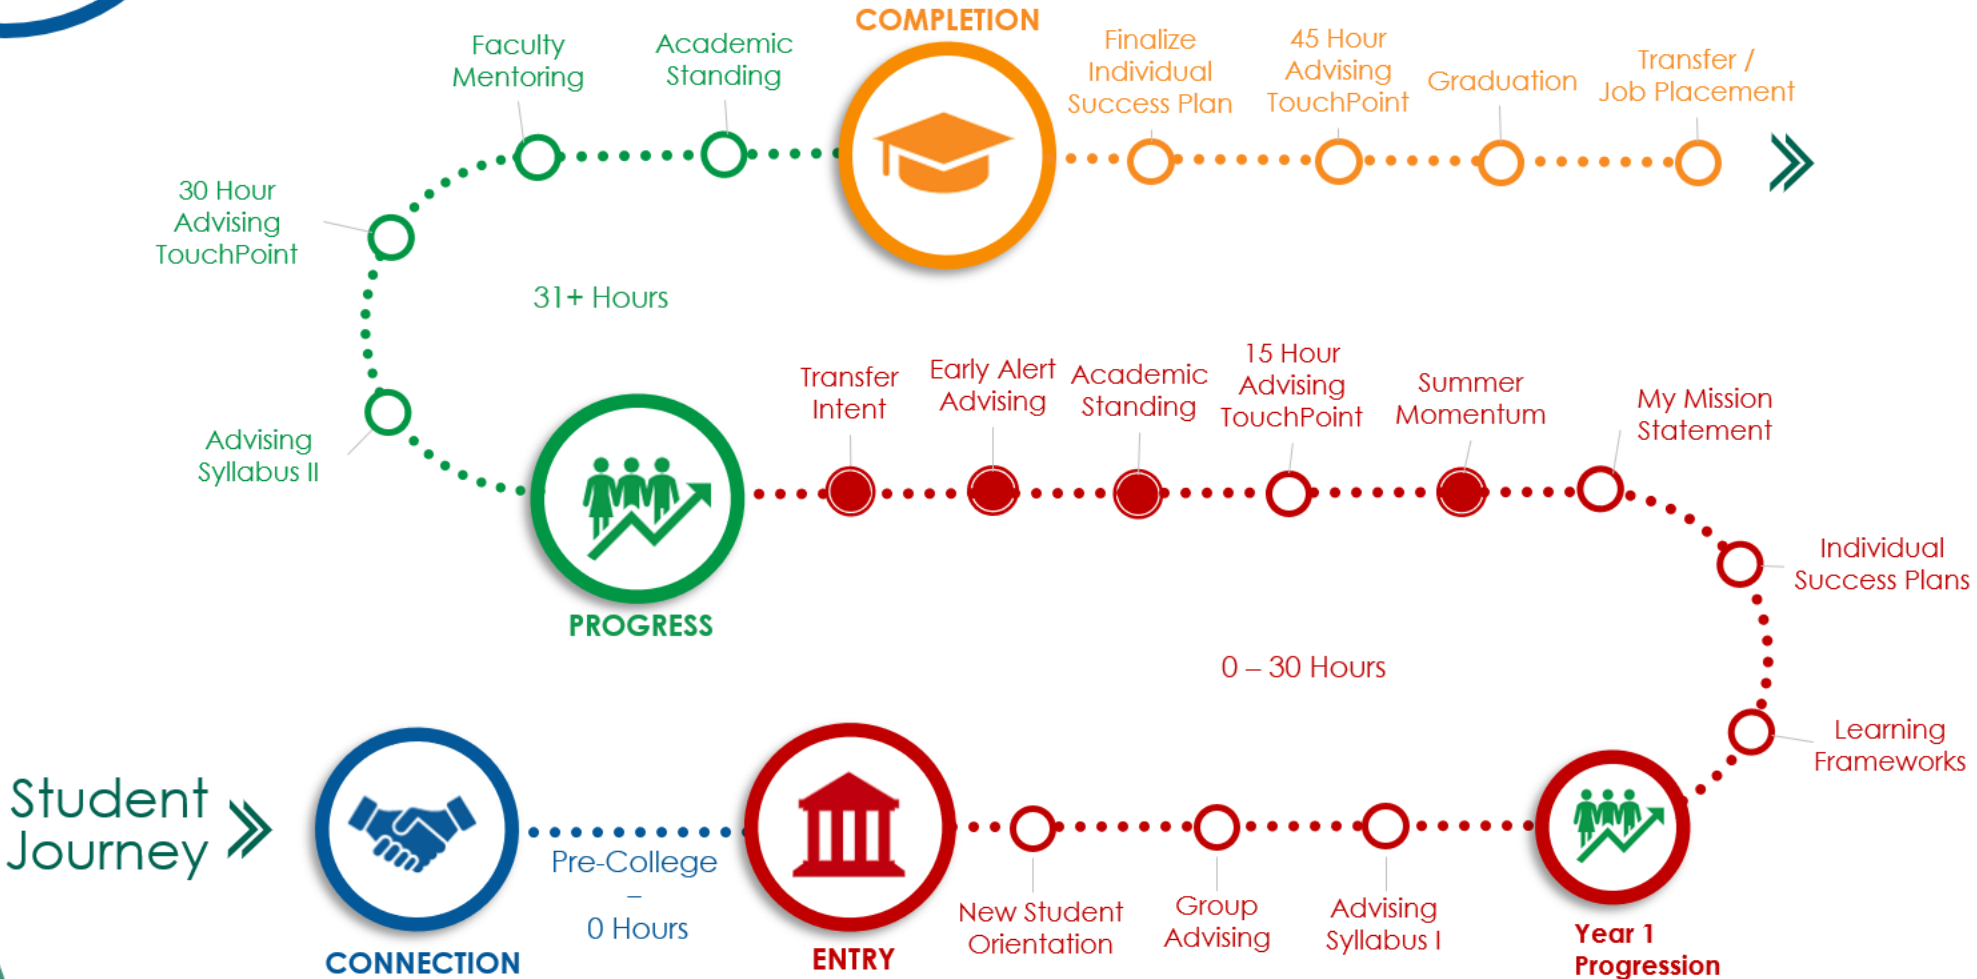 COMPLETION
Faculty
Mentoring
Academic
Standing
Finalize
Individual
Success Plan
45 Hour
Advising
TouchPoint
Graduation
Transfer /
Job Placement
30 Hour
Advising
TouchPoint
31+ Hours
Advising
Syllabus II
PROGRESS
Transfer
Intent
Early Alert
Advising
Academic
Standing
15 Hour
Advising
TouchPoint
Summer
Momentum
My Mission
Statement
Individual
Success Plans
0 – 30 Hours
Learning
Frameworks
Student
Journey
CONNECTION
Pre-College
–
0 Hours
ENTRY
New Student
Orientation
Group
Advising
Advising
Syllabus I
Year 1
Progression